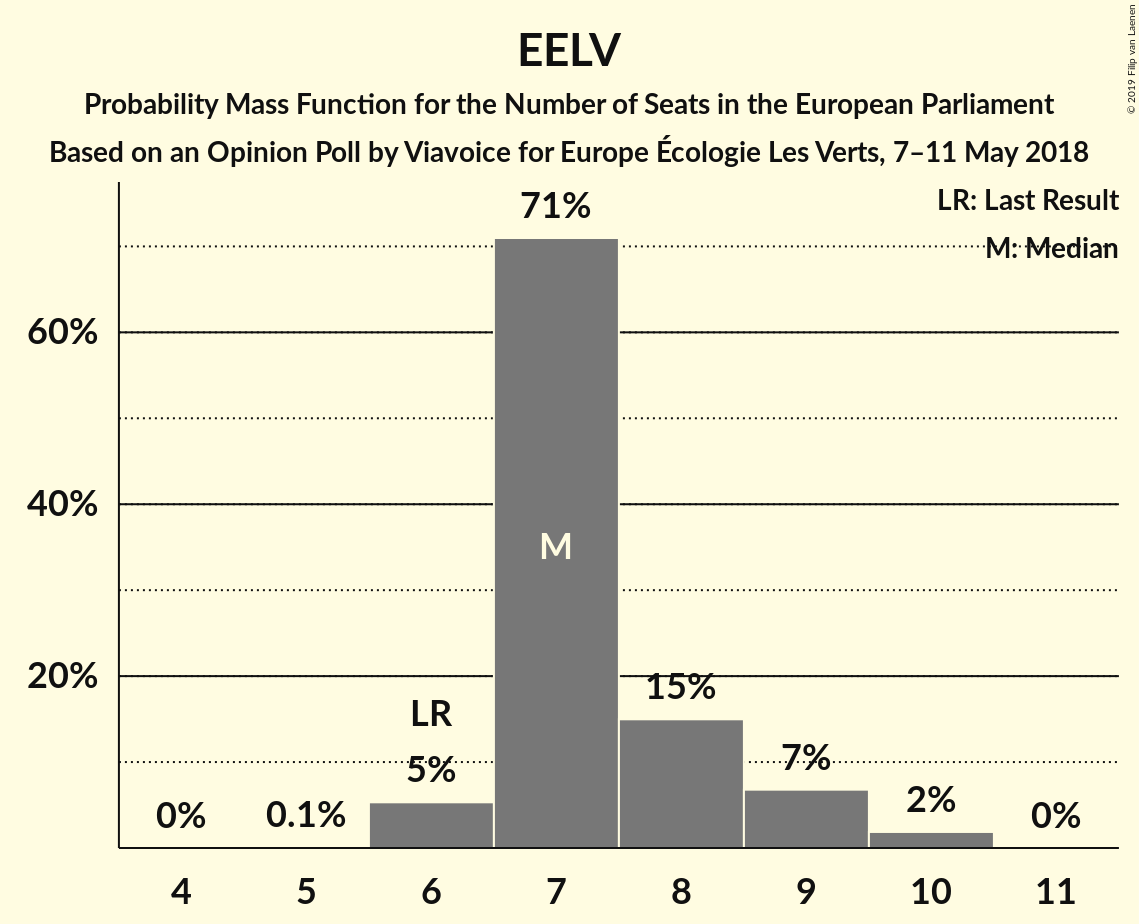 EELV
Probability Mass Function for the Number of Seats in the European Parliament
Based on an Opinion Poll by Viavoice for Europe Écologie Les Verts, 7–11 May 2018
© 2019 Filip van Laenen
LR: Last Result
M: Median
71%
60%
40%
M
20%
15%
LR
5%
7%
2%
0%
0.1%
0%
4 5 6 7 8 9 10 11